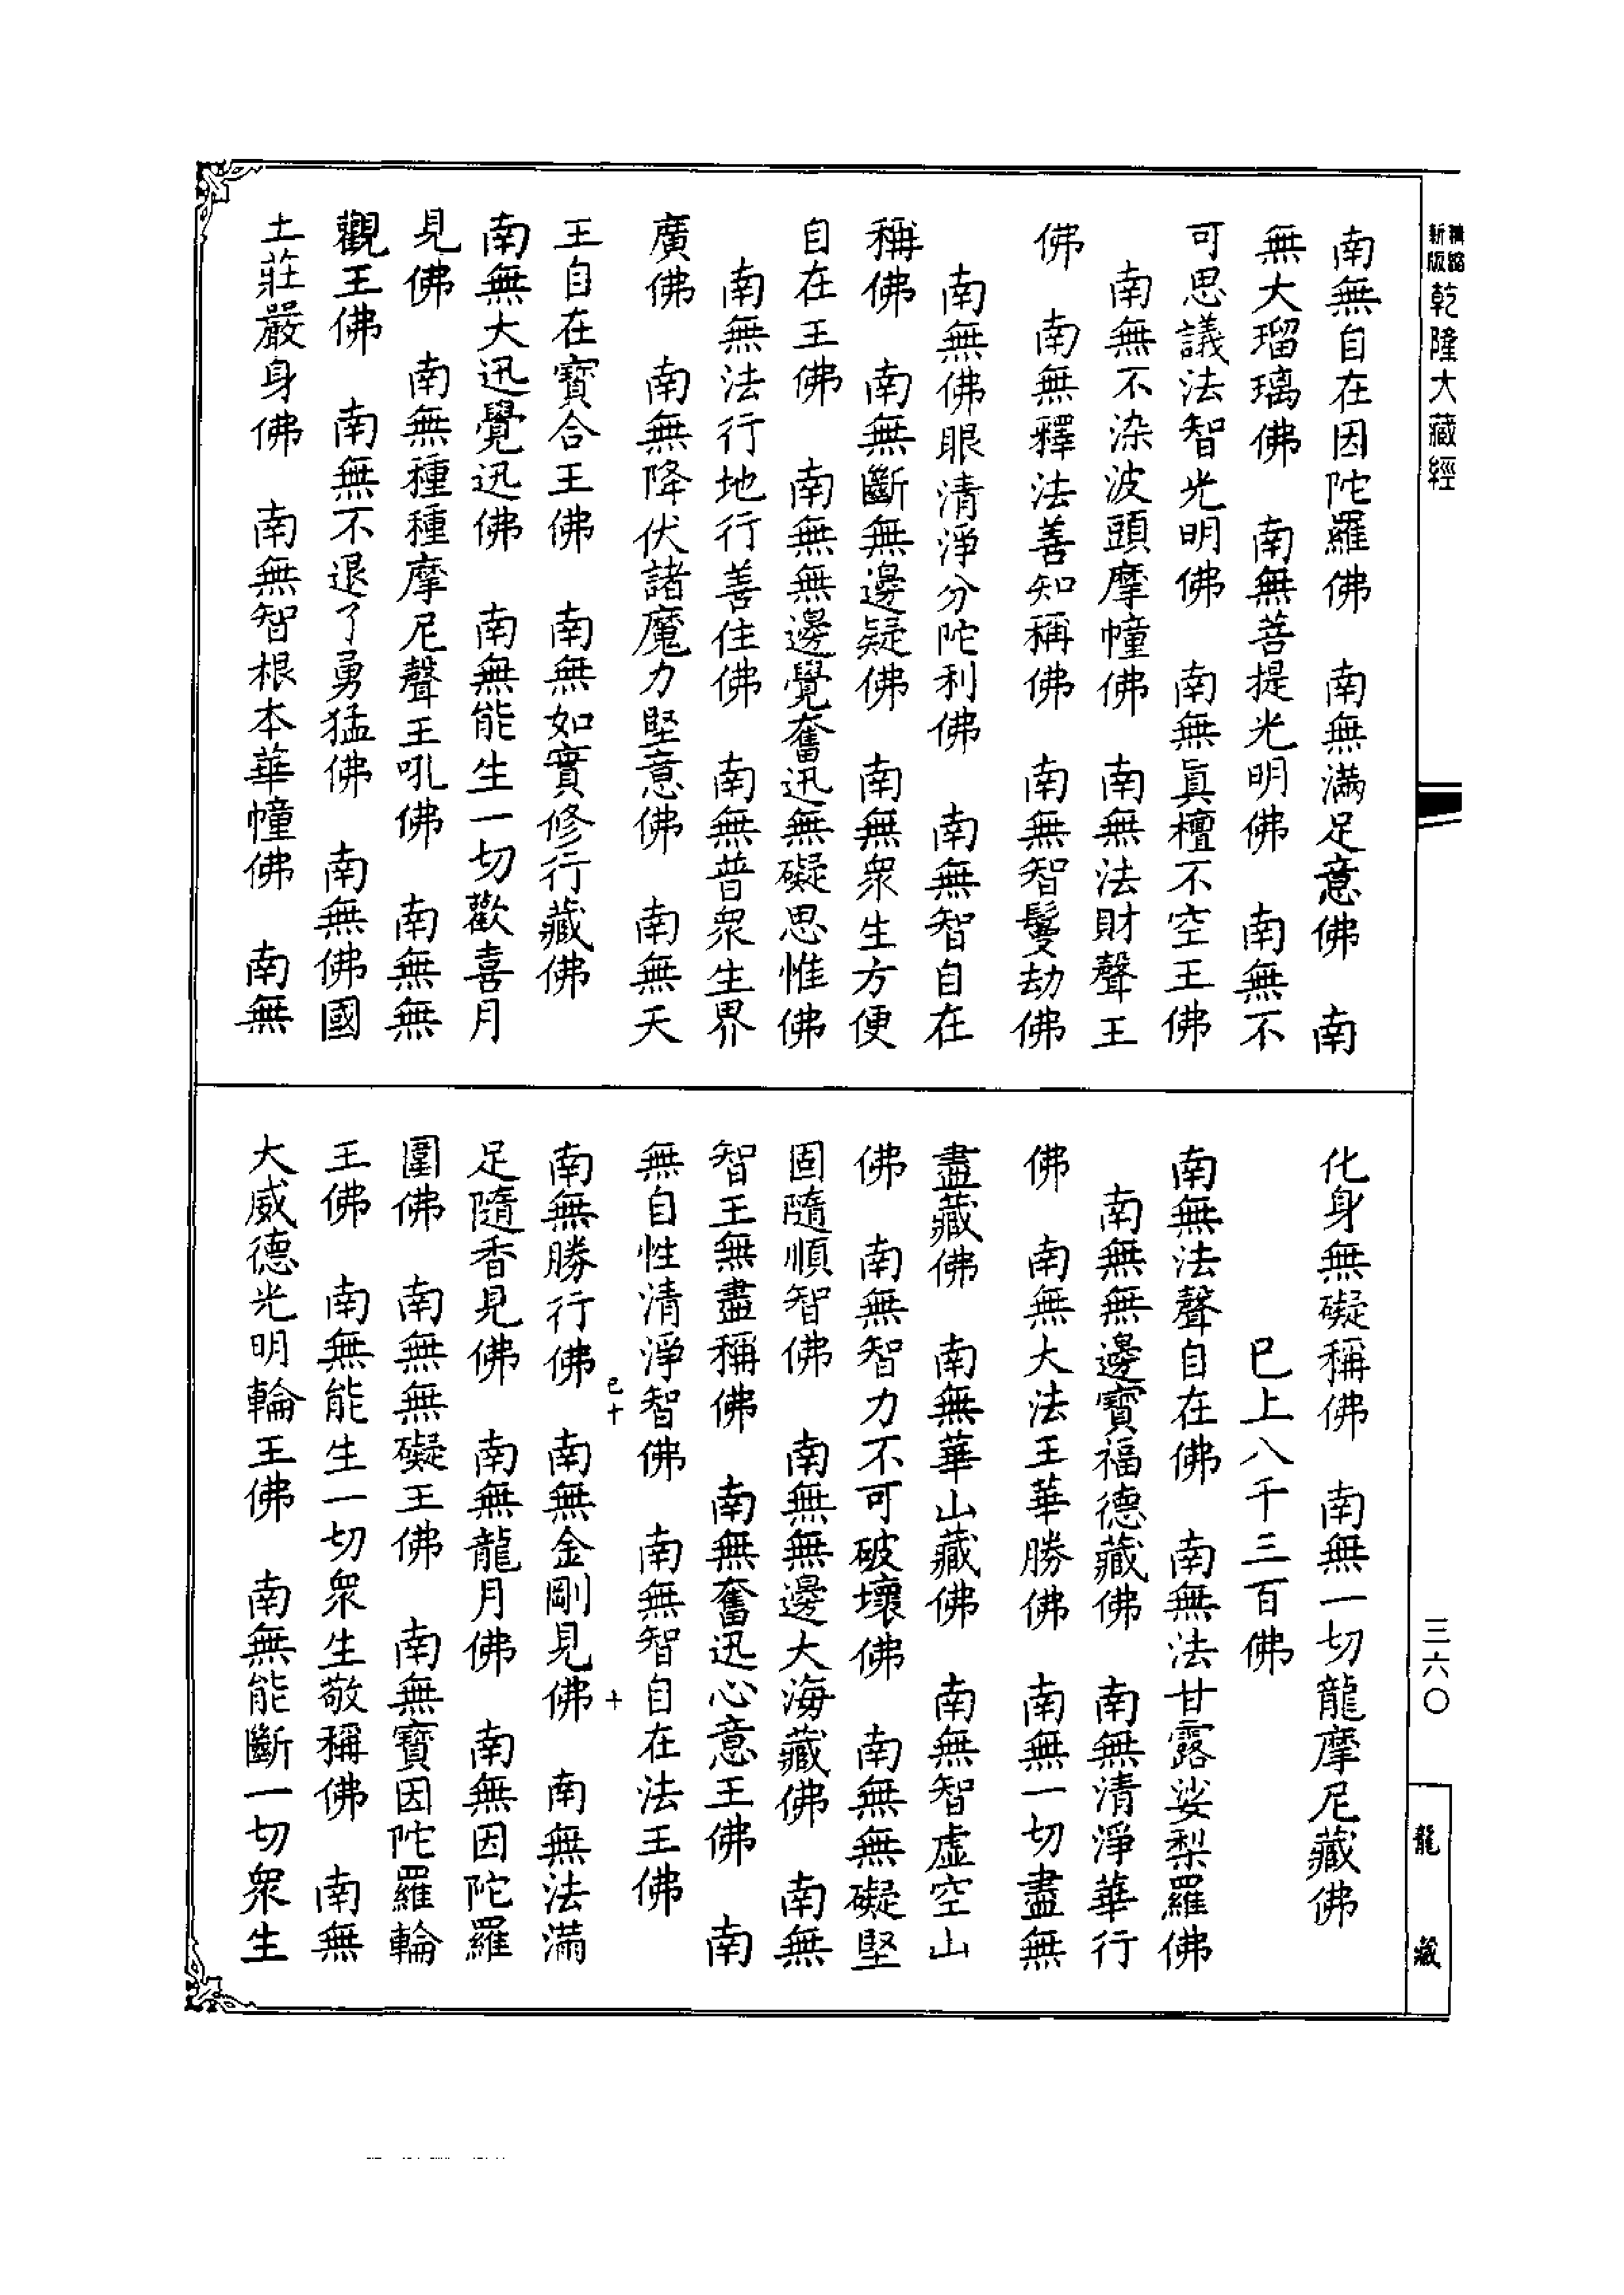 新版乾隆大藏經
南無自在因陀羅佛　南無滿足意佛　南
無大瑠璃佛　南無菩提光明佛　南無不
可思議法智光明佛　南無眞檀不空王佛
南無不染波頭摩幢佛　南無法財聲王
佛　南無釋法善知稱佛　南無智鬘劫佛
南無佛眼清淨分陀利佛　南無智自在
稱佛　南無斷無邊疑佛　南無衆生方便
自在王佛　南無無邊覺奮迅無礙思惟佛
南無法行地行善住佛　南無普衆生界
廣佛　南無降伏諸魔力堅意佛　南無天
王自在寶合王佛　南無如實修行藏佛
南無大迅覺迅佛　南無能生一切歡喜月
見佛　南無種種摩尼聲王吼佛　南無無
觀王佛　南無不退了勇猛佛　南無佛國
土莊嚴身佛　南無智根本華幢佛　南無
化身無礙稱佛　南無一切龍摩尼藏佛
巳上八千三百佛
南無法聲自在佛　南無法甘露娑梨羅佛
南無無邊寶福德藏佛　南無清淨華行
佛　南無大法王華勝佛　南無一切盡無
盡藏佛　南無華山藏佛　南無智虛空山
佛　南無智力不可破壞佛　南無無礙堅
固隨順智佛　南無無邊大海藏佛　南無
智王無盡稱佛　南無奮迅心意王佛　南
無自性清淨智佛　南無智自在法王佛
己十　十
南無勝行佛　南無金剛見佛　南無法滿
足隨香見佛　南無龍月佛　南無因陀羅
圍佛　南無無礙王佛　南無寶因陀羅輪
王佛　南無能生一切衆生敬稱佛　南無
大威德光明輪王佛　南無能斷一切衆生
三六〇
龍藏